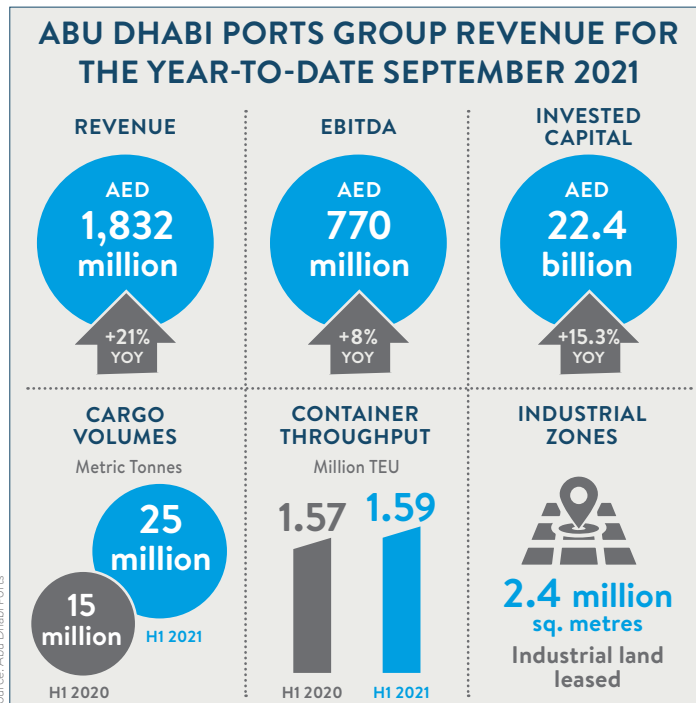 ABU DHABI PORTS GROUP REVENUE FOR
THE YEAR-TO-DATE SEPTEMBER 2021
REVENUE
AED
1,832
million
+21%
YOY
EBITDA
AED
770
million
+8%
YOY
INVESTED
CAPITAL
AED
22.4
billion
+15.3%
YOY
CARGO
VOLUMES
Metric Tonnes
25
million
H1 2021
15
million
H1 2020
CONTAINER
THROUGHPUT
Million TEU
1.57
1.59
H1 2020
H1 2021
INDUSTRIAL
ZONES
2.4 million
sq. metres
Industrial land
leased
Abu Dhabi Ports